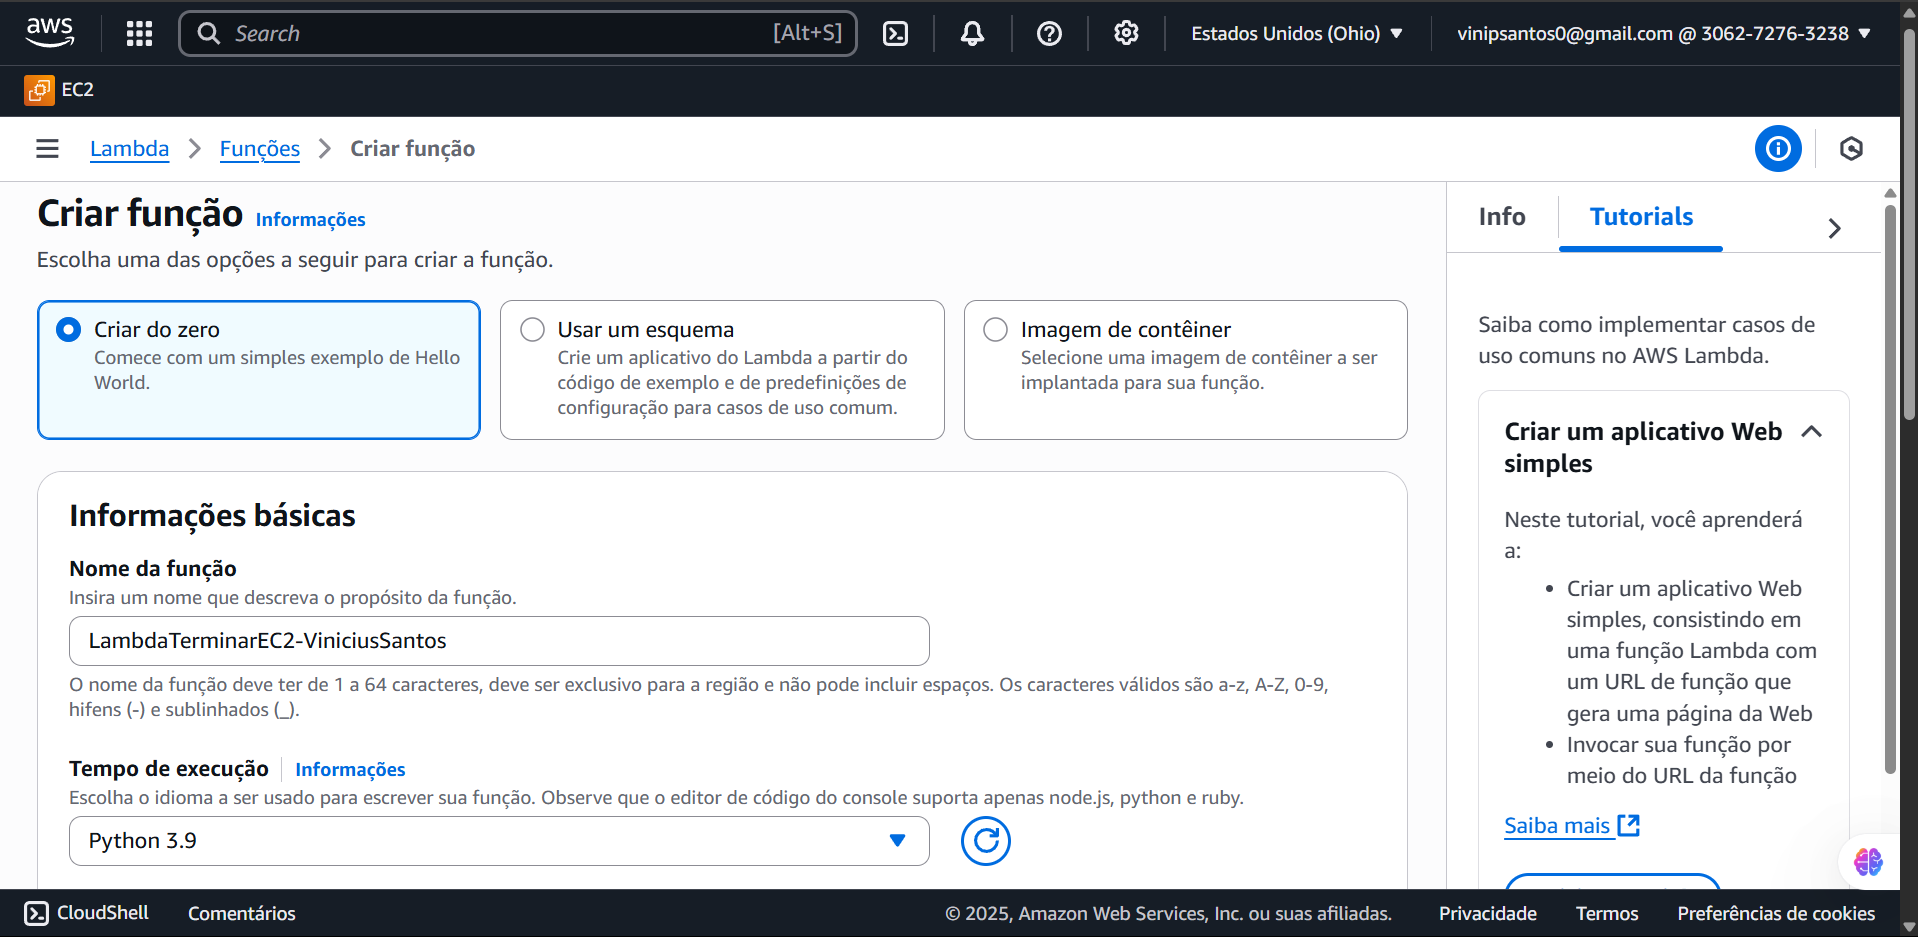 aws
Search
[Alt+S]
Estados Unidos (Ohio)
vinipsantos0@gmail.com @ 3062-7276-3238
EC2
Lambda
Funções
Criar função
Criar função
Informações
Escolha uma das opções a seguir para criar a função.
Criar do zero
Comece com um simples exemplo de Hello
World.
Usar um esquema
Crie um aplicativo do Lambda a partir do
código de exemplo e de predefinições de
configuração para casos de uso comum.
Imagem de contêiner
Selecione uma imagem de contêiner a ser
implantada para sua função.
Informações básicas
Nome da função
Insira um nome que descreva o propósito da função.
LambdaTerminarEC2-ViniciusSantos
O nome da função deve ter de 1 a 64 caracteres, deve ser exclusivo para a região e não pode incluir espaços. Os caracteres válidos são a-z, A-Z, 0-9,
hifens (-) e sublinhados (_).
Tempo de execução
Informações
Escolha o idioma a ser usado para escrever sua função. Observe que o editor de código do console suporta apenas node.js, python e ruby.
Python 3.9
Info
Tutorials
Saiba como implementar casos de
uso comuns no AWS Lambda.
Criar um aplicativo Web
simples
Neste tutorial, você aprenderá
a:
• Criar um aplicativo Web
simples, consistindo em
uma função Lambda com
um URL de função que
gera uma página da Web
• Invocar sua função por
meio do URL da função
Saiba mais
CloudShell
Comentários
© 2025, Amazon Web Services, Inc. ou suas afiliadas.
Privacidade
Termos
Preferências de cookies